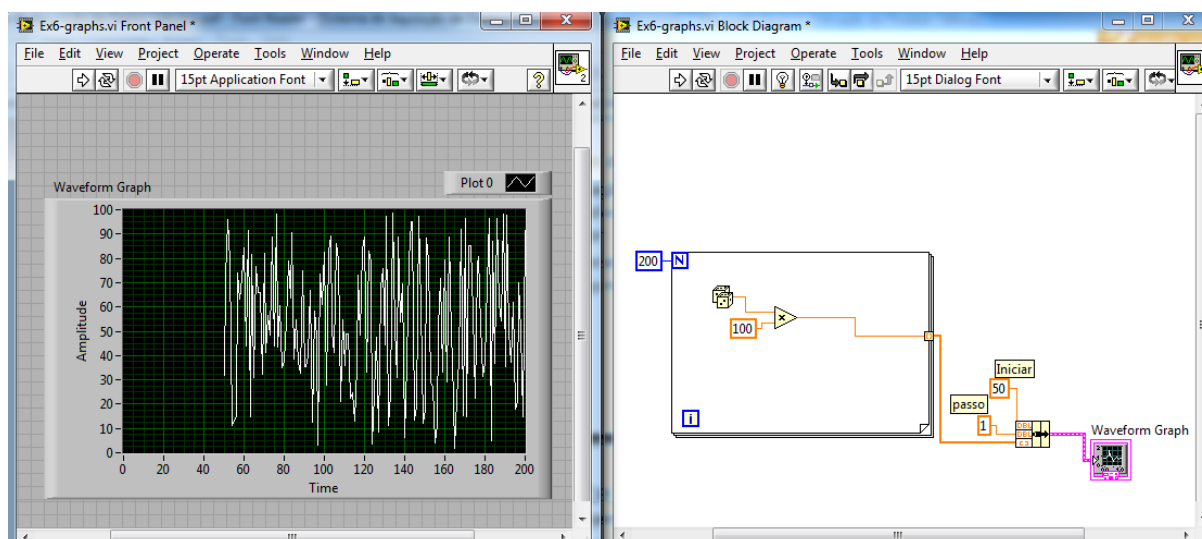 Ex6-graphs.vi Front Panel *
File Edit View Project Operate Tools Window Help
15pt Application Font
2
Waveform Graph
Plot 0
100
90
80
70
60
50
40
30
20
10
0
Amplitude
0 20 40 60 80 100 120 140 160 180 200
Time
Ex6-graphs.vi Block Diagram *
File Edit View Project Operate Tools Window Help
15pt Dialog Font
200 N
100
i
Iniciar
50
passo
1
DBL
DBL
Waveform Graph